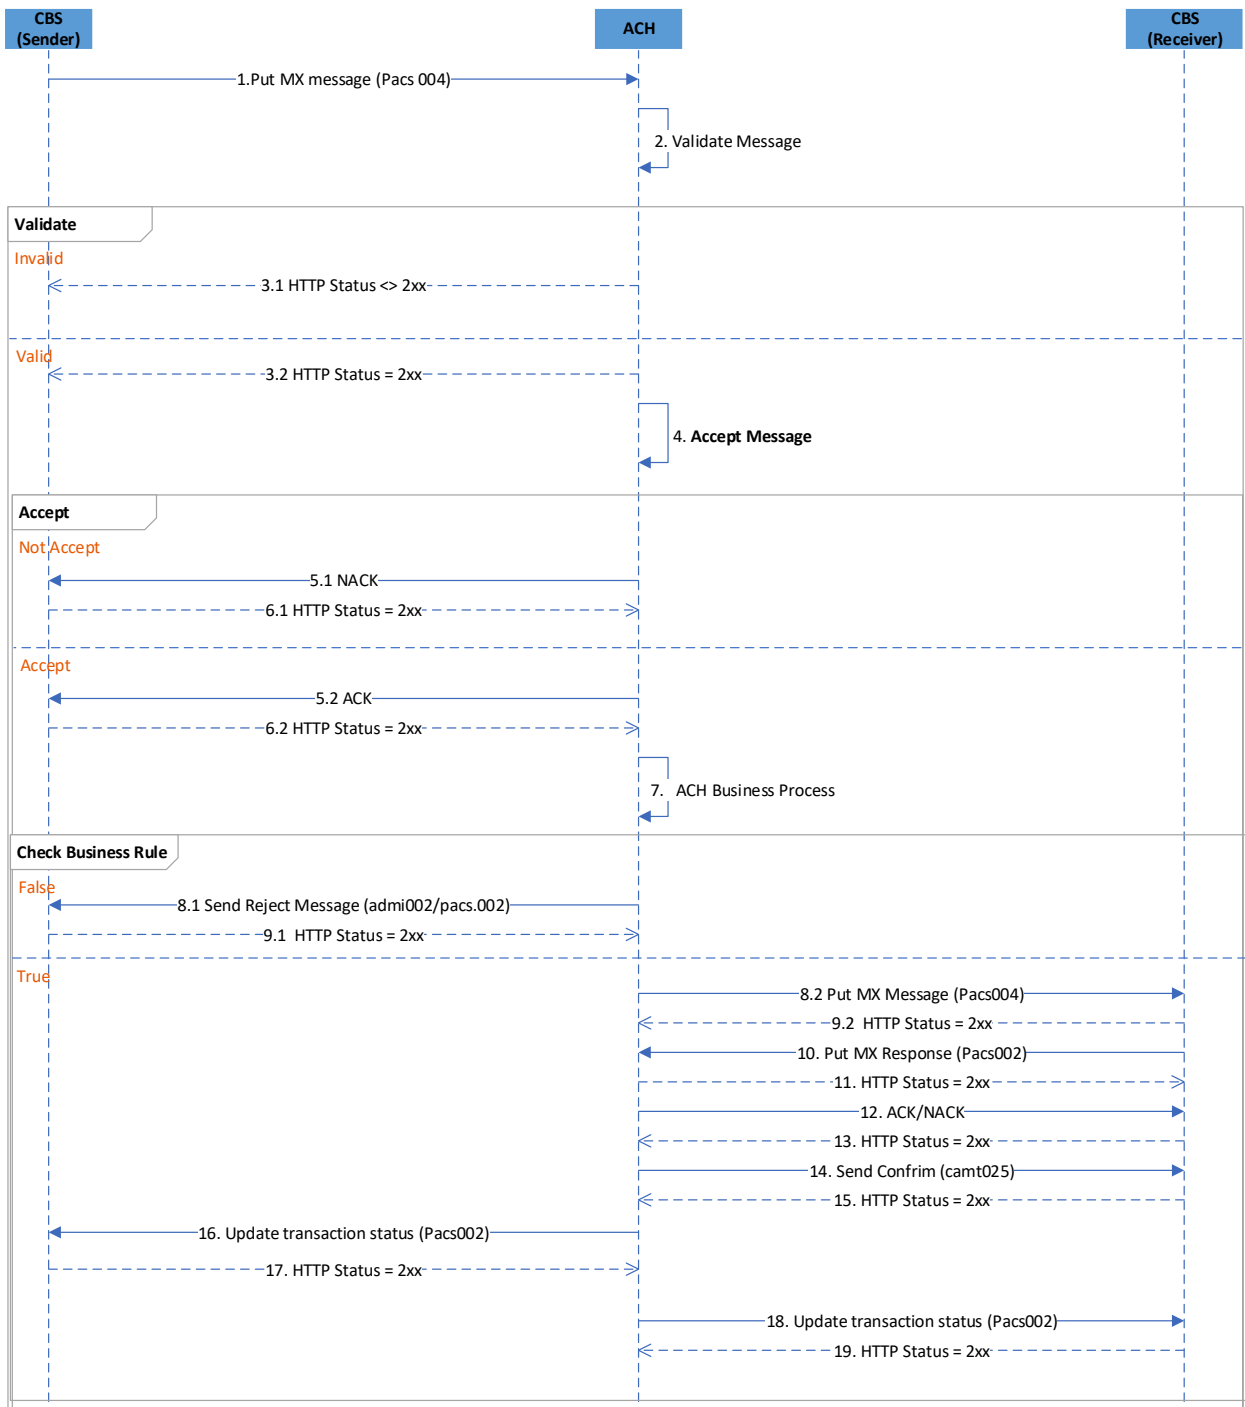 CBS
(Sender)
ACH
CBS
(Receiver)
1.Put MX message (Pacs 004)
2. Validate Message
Validate
Invalid
3.1 HTTP Status <> 2xx
Valid
3.2 HTTP Status = 2xx
4. Accept Message
Accept
Not Accept
5.1 NACK
6.1 HTTP Status = 2xx
Accept
5.2 ACK
6.2 HTTP Status = 2xx
7. ACH Business Process
Check Business Rule
False
8.1 Send Reject Message (admi002/pacs.002)
9.1 HTTP Status = 2xx
True
8.2 Put MX Message (Pacs004)
9.2 HTTP Status = 2xx
10. Put MX Response (Pacs002)
11. HTTP Status = 2xx
12. ACK/NACK
13. HTTP Status = 2xx
14. Send Confrim (camt025)
15. HTTP Status = 2xx
16. Update transaction status (Pacs002)
17. HTTP Status = 2xx
18. Update transaction status (Pacs002)
19. HTTP Status = 2xx